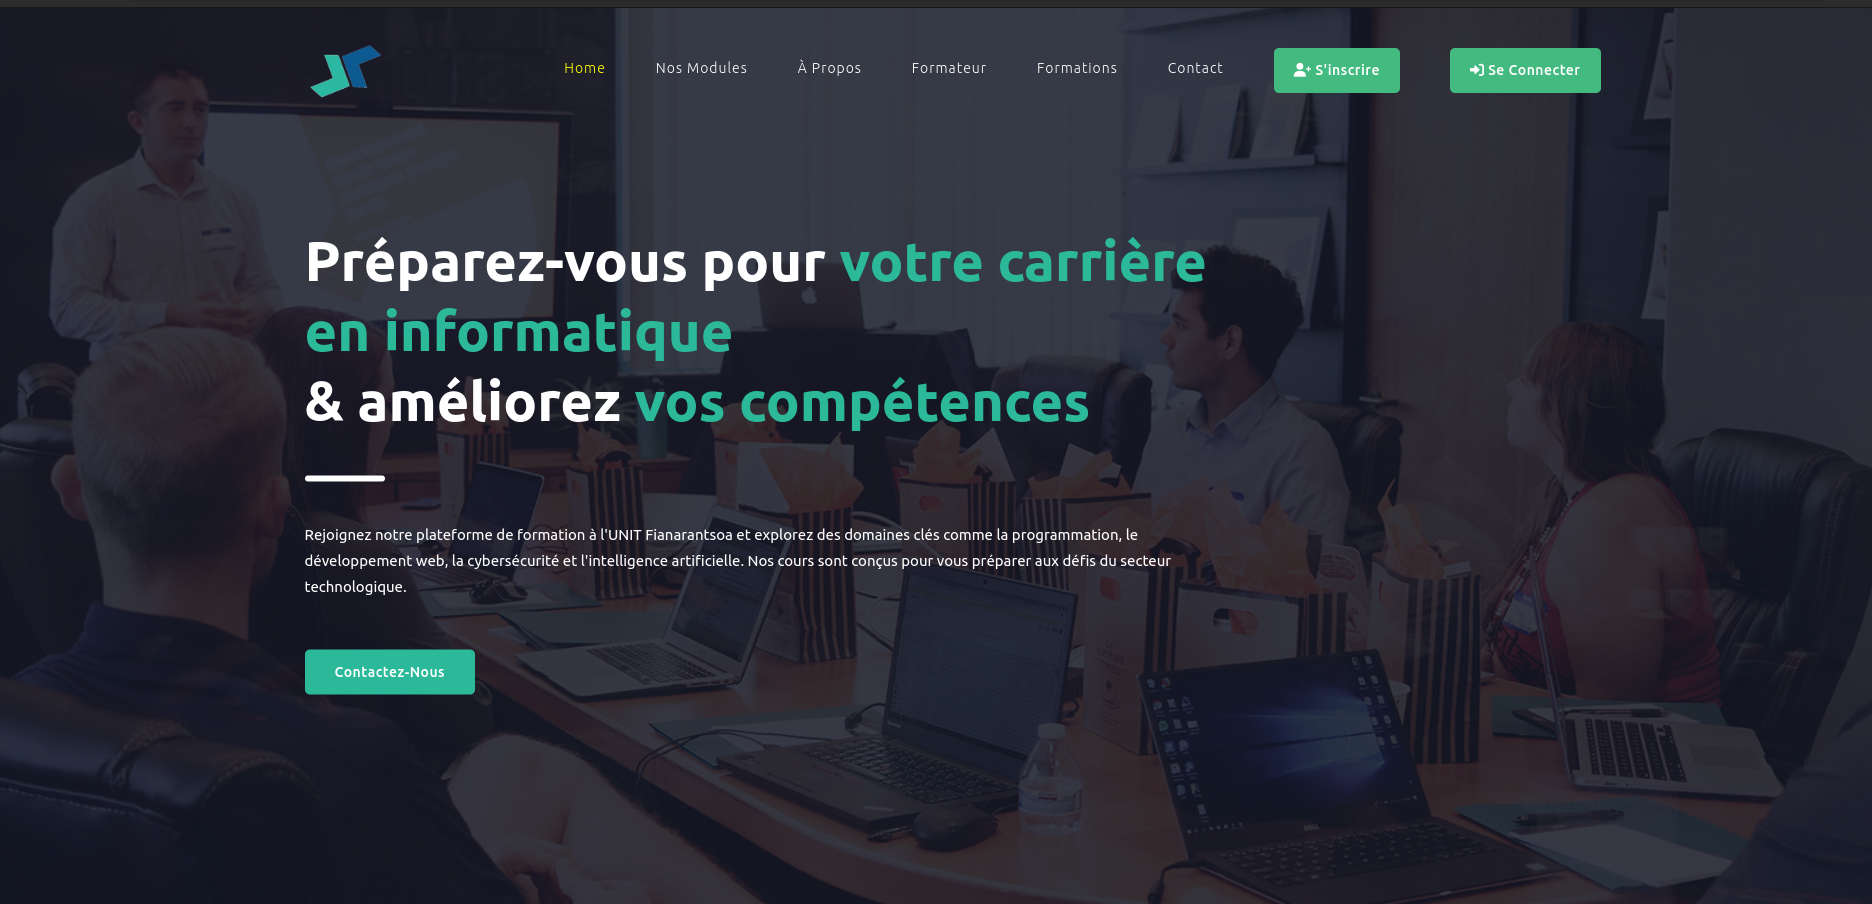 Home Nos Modules À Propos Formateur Formations Contact S'inscrire Se Connecter
Préparez-vous pour votre carrière
en informatique
& améliorez vos compétences
Rejoignez notre plateforme de formation à l'UNIT Fianarantsoa et explorez des domaines clés comme la programmation, le
développement web, la cybersécurité et l'intelligence artificielle. Nos cours sont conçus pour vous préparer aux défis du secteur
technologique.
Contactez-Nous